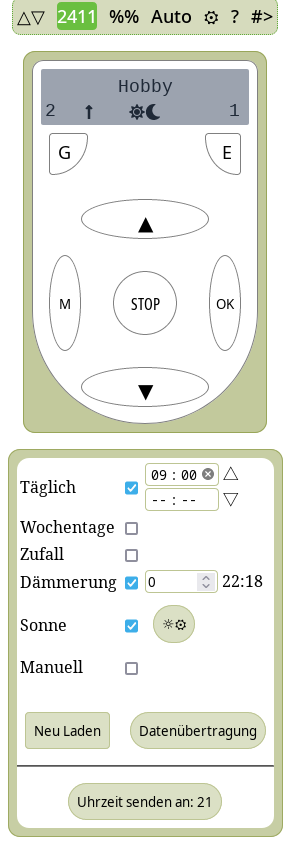 △▽ 2411 %% Auto ⚙ ? #>
Hobby
2 ⬆ 1
G E
▲
M STOP OK
▼
Täglich 09 : 00 △
-- : -- ▽
Wochentage
Zufall
Dämmerung 0 22:18
Sonne ☼⚙
Manuell
Neu Laden Datenübertragung
Uhrzeit senden an: 21